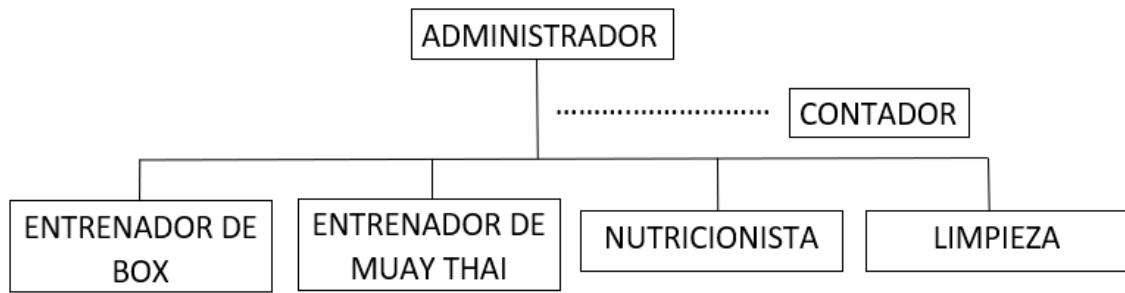 ADMINISTRADOR
CONTADOR
ENTRENADOR DE
BOX
ENTRENADOR DE
MUAY THAI
NUTRICIONISTA
LIMPIEZA